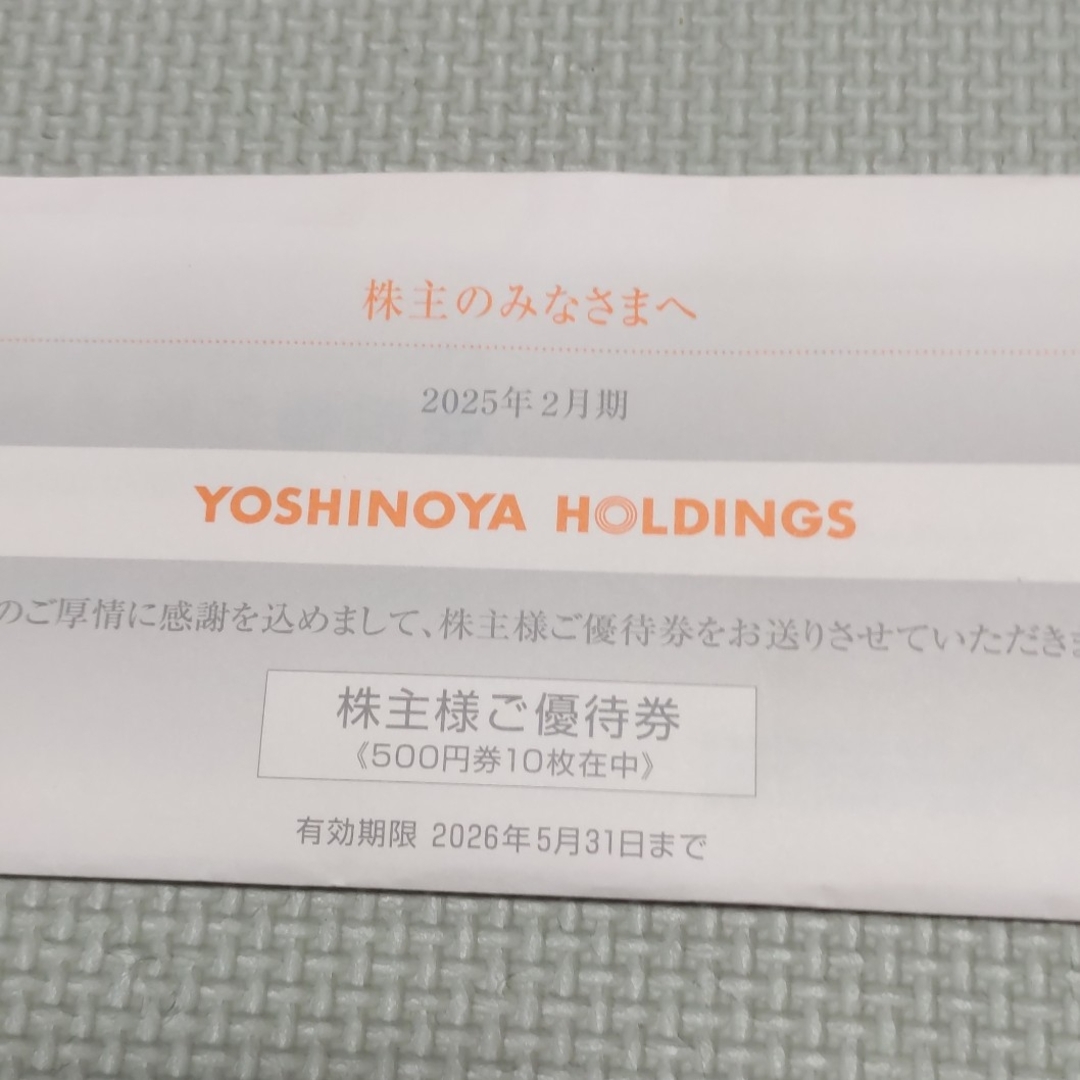 株主のみなさまへ
2025年2月期
YOSHINOYA HOLDINGS
のご厚情に感謝を込めまして、株主様ご優待券をお送りさせていただきま
株主様ご優待券
《500円券10枚在中》
有効期限 2026年5月31日まで